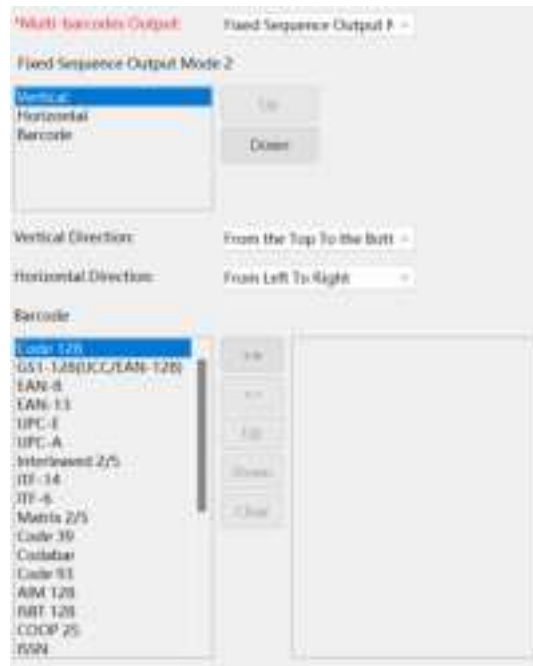 *Multi-barcodes Output:
Fixed Sequence Output M
Fixed Sequence Output Mode 2
Vertical
Horizontal
Barcode
Up
Down
Vertical Direction:
From the Top To the Bott
Horizontal Direction:
From Left To Right
Barcode
Code 128
GS1-128(UCC/EAN-128)
EAN-8
EAN-13
UPC-E
UPC-A
Interleaved 2/5
ITF-14
ITF-6
Matrix 2/5
Code 39
Codabar
Code 93
AIM 128
ISBT 128
COOP 25
ISSN
Up
Down
Clear